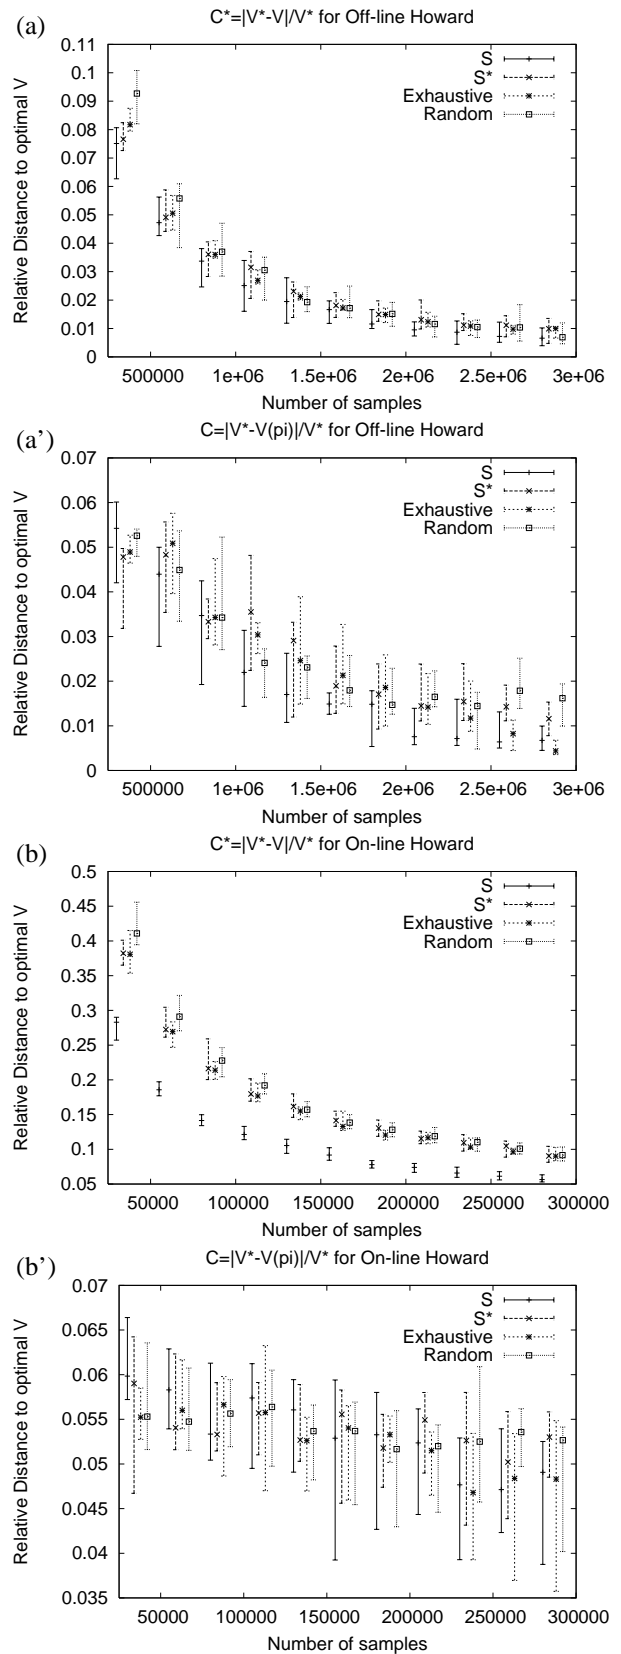 (a)
C*=|V*-V|/V* for Off-line Howard
Relative Distance to optimal V
0.11
0.1
0.09
0.08
0.07
0.06
0.05
0.04
0.03
0.02
0.01
0
S
S*
Exhaustive
Random
500000 1e+06 1.5e+06 2e+06 2.5e+06 3e+06
Number of samples
(a')
C=|V*-V(pi)|/V* for Off-line Howard
Relative Distance to optimal V
0.07
0.06
0.05
0.04
0.03
0.02
0.01
0
S
S*
Exhaustive
Random
500000 1e+06 1.5e+06 2e+06 2.5e+06 3e+06
Number of samples
(b)
C*=|V*-V|/V* for On-line Howard
Relative Distance to optimal V
0.5
0.45
0.4
0.35
0.3
0.25
0.2
0.15
0.1
0.05
S
S*
Exhaustive
Random
50000 100000 150000 200000 250000 300000
Number of samples
(b')
C=|V*-V(pi)|/V* for On-line Howard
Relative Distance to optimal V
0.07
0.065
0.06
0.055
0.05
0.045
0.04
0.035
S
S*
Exhaustive
Random
50000 100000 150000 200000 250000 300000
Number of samples